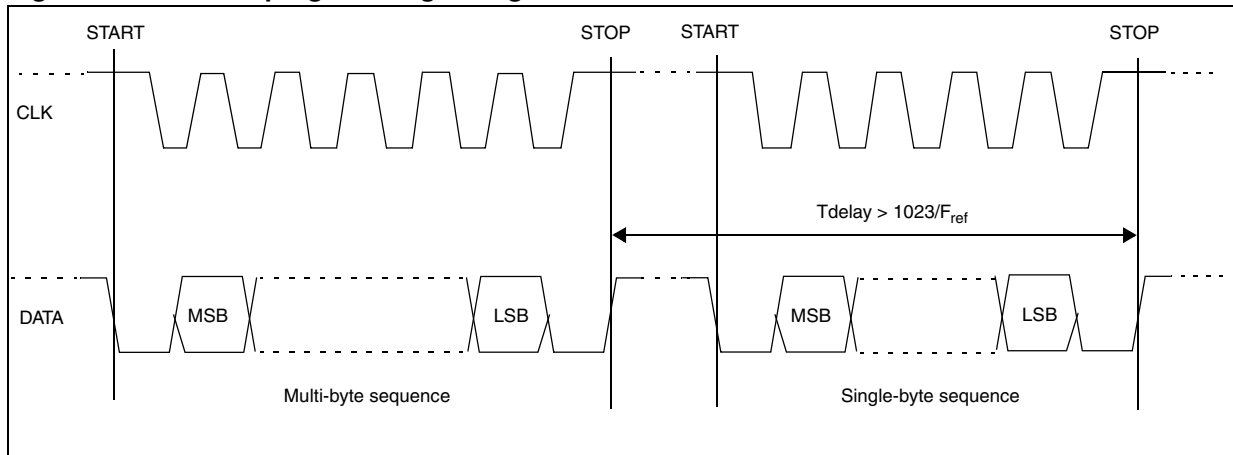 START STOP START STOP
CLK
Tdelay > 1023/Fref
DATA MSB LSB MSB LSB
Multi-byte sequence Single-byte sequence